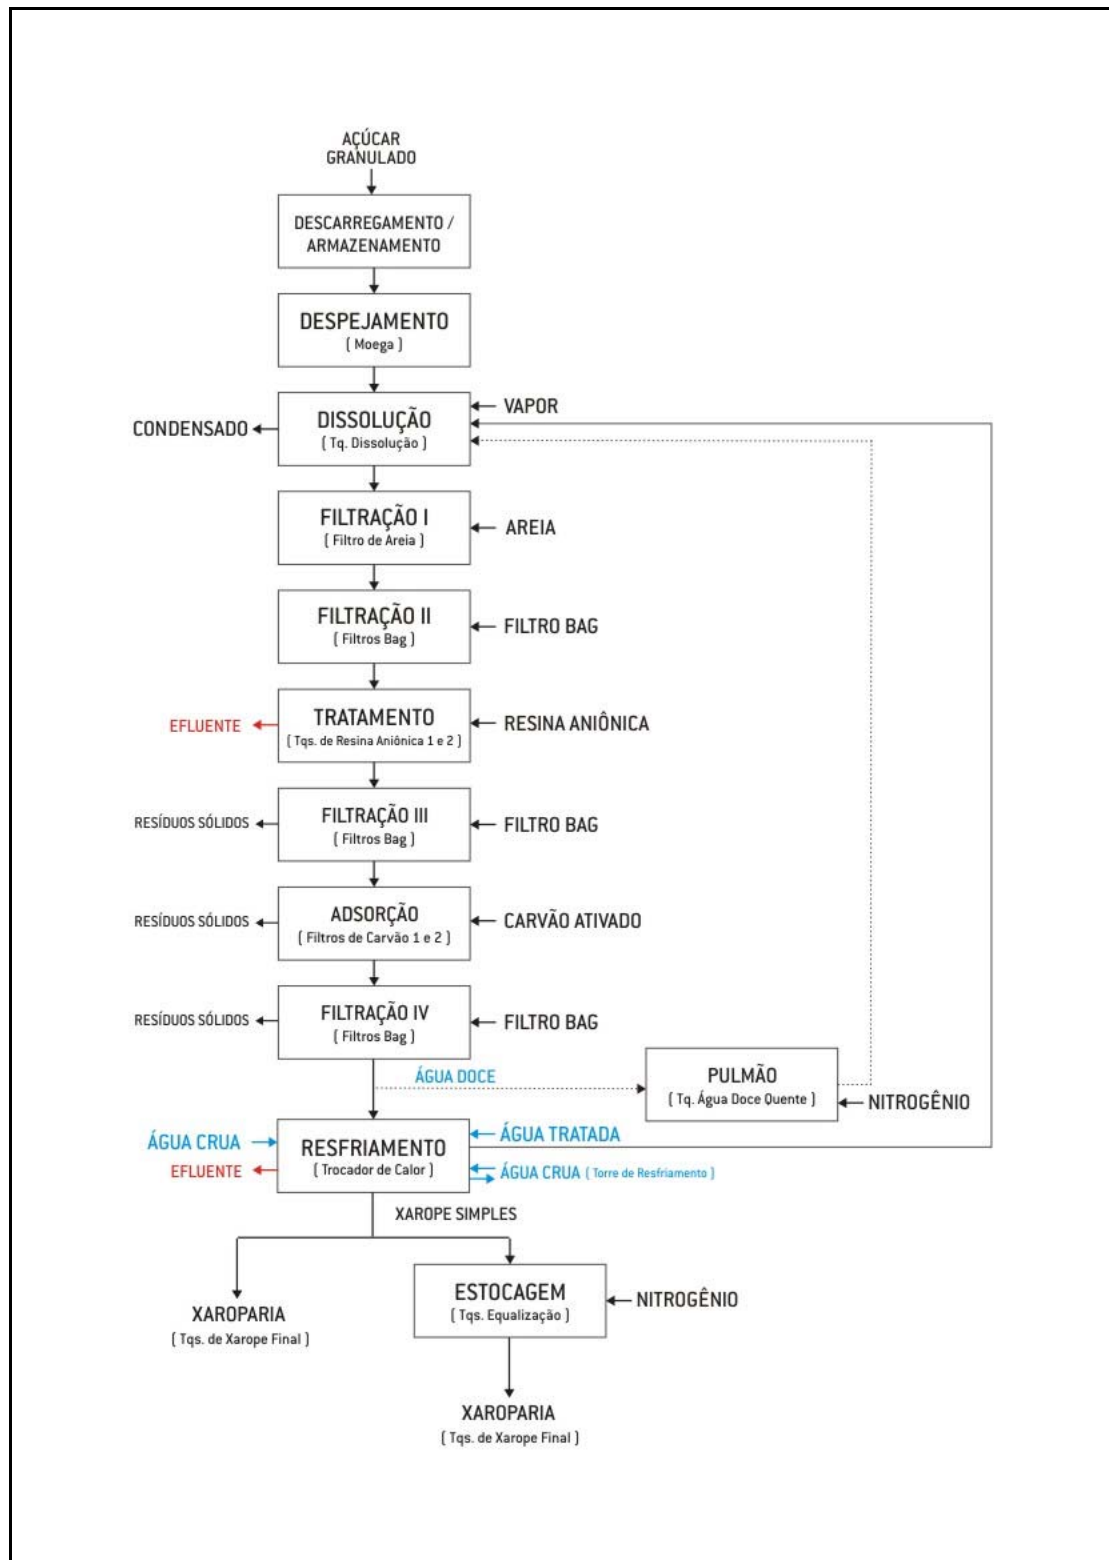 AÇÚCAR
GRANULADO
DESCARREGAMENTO /
ARMAZENAMENTO
DESPEJAMENTO
( Moega )
VAPOR
CONDENSADO
DISSOLUÇÃO
( Tq. Dissolução )
FILTRAÇÃO I
( Filtro de Areia )
AREIA
FILTRAÇÃO II
( Filtros Bag )
FILTRO BAG
EFLUENTE
TRATAMENTO
( Tqs. de Resina Aniônica 1 e 2 )
RESINA ANIÔNICA
RESÍDUOS SÓLIDOS
FILTRAÇÃO III
( Filtros Bag )
FILTRO BAG
RESÍDUOS SÓLIDOS
ADSORÇÃO
( Filtros de Carvão 1 e 2 )
CARVÃO ATIVADO
RESÍDUOS SÓLIDOS
FILTRAÇÃO IV
( Filtros Bag )
FILTRO BAG
ÁGUA DOCE
PULMÃO
( Tq. Água Doce Quente )
NITROGÊNIO
ÁGUA CRUA
EFLUENTE
RESFRIAMENTO
( Trocador de Calor )
ÁGUA TRATADA
ÁGUA CRUA ( Torre de Resfriamento )
XAROPE SIMPLES
XAROPARIA
( Tqs. de Xarope Final )
ESTOCAGEM
( Tqs. Equalização )
NITROGÊNIO
XAROPARIA
( Tqs. de Xarope Final )